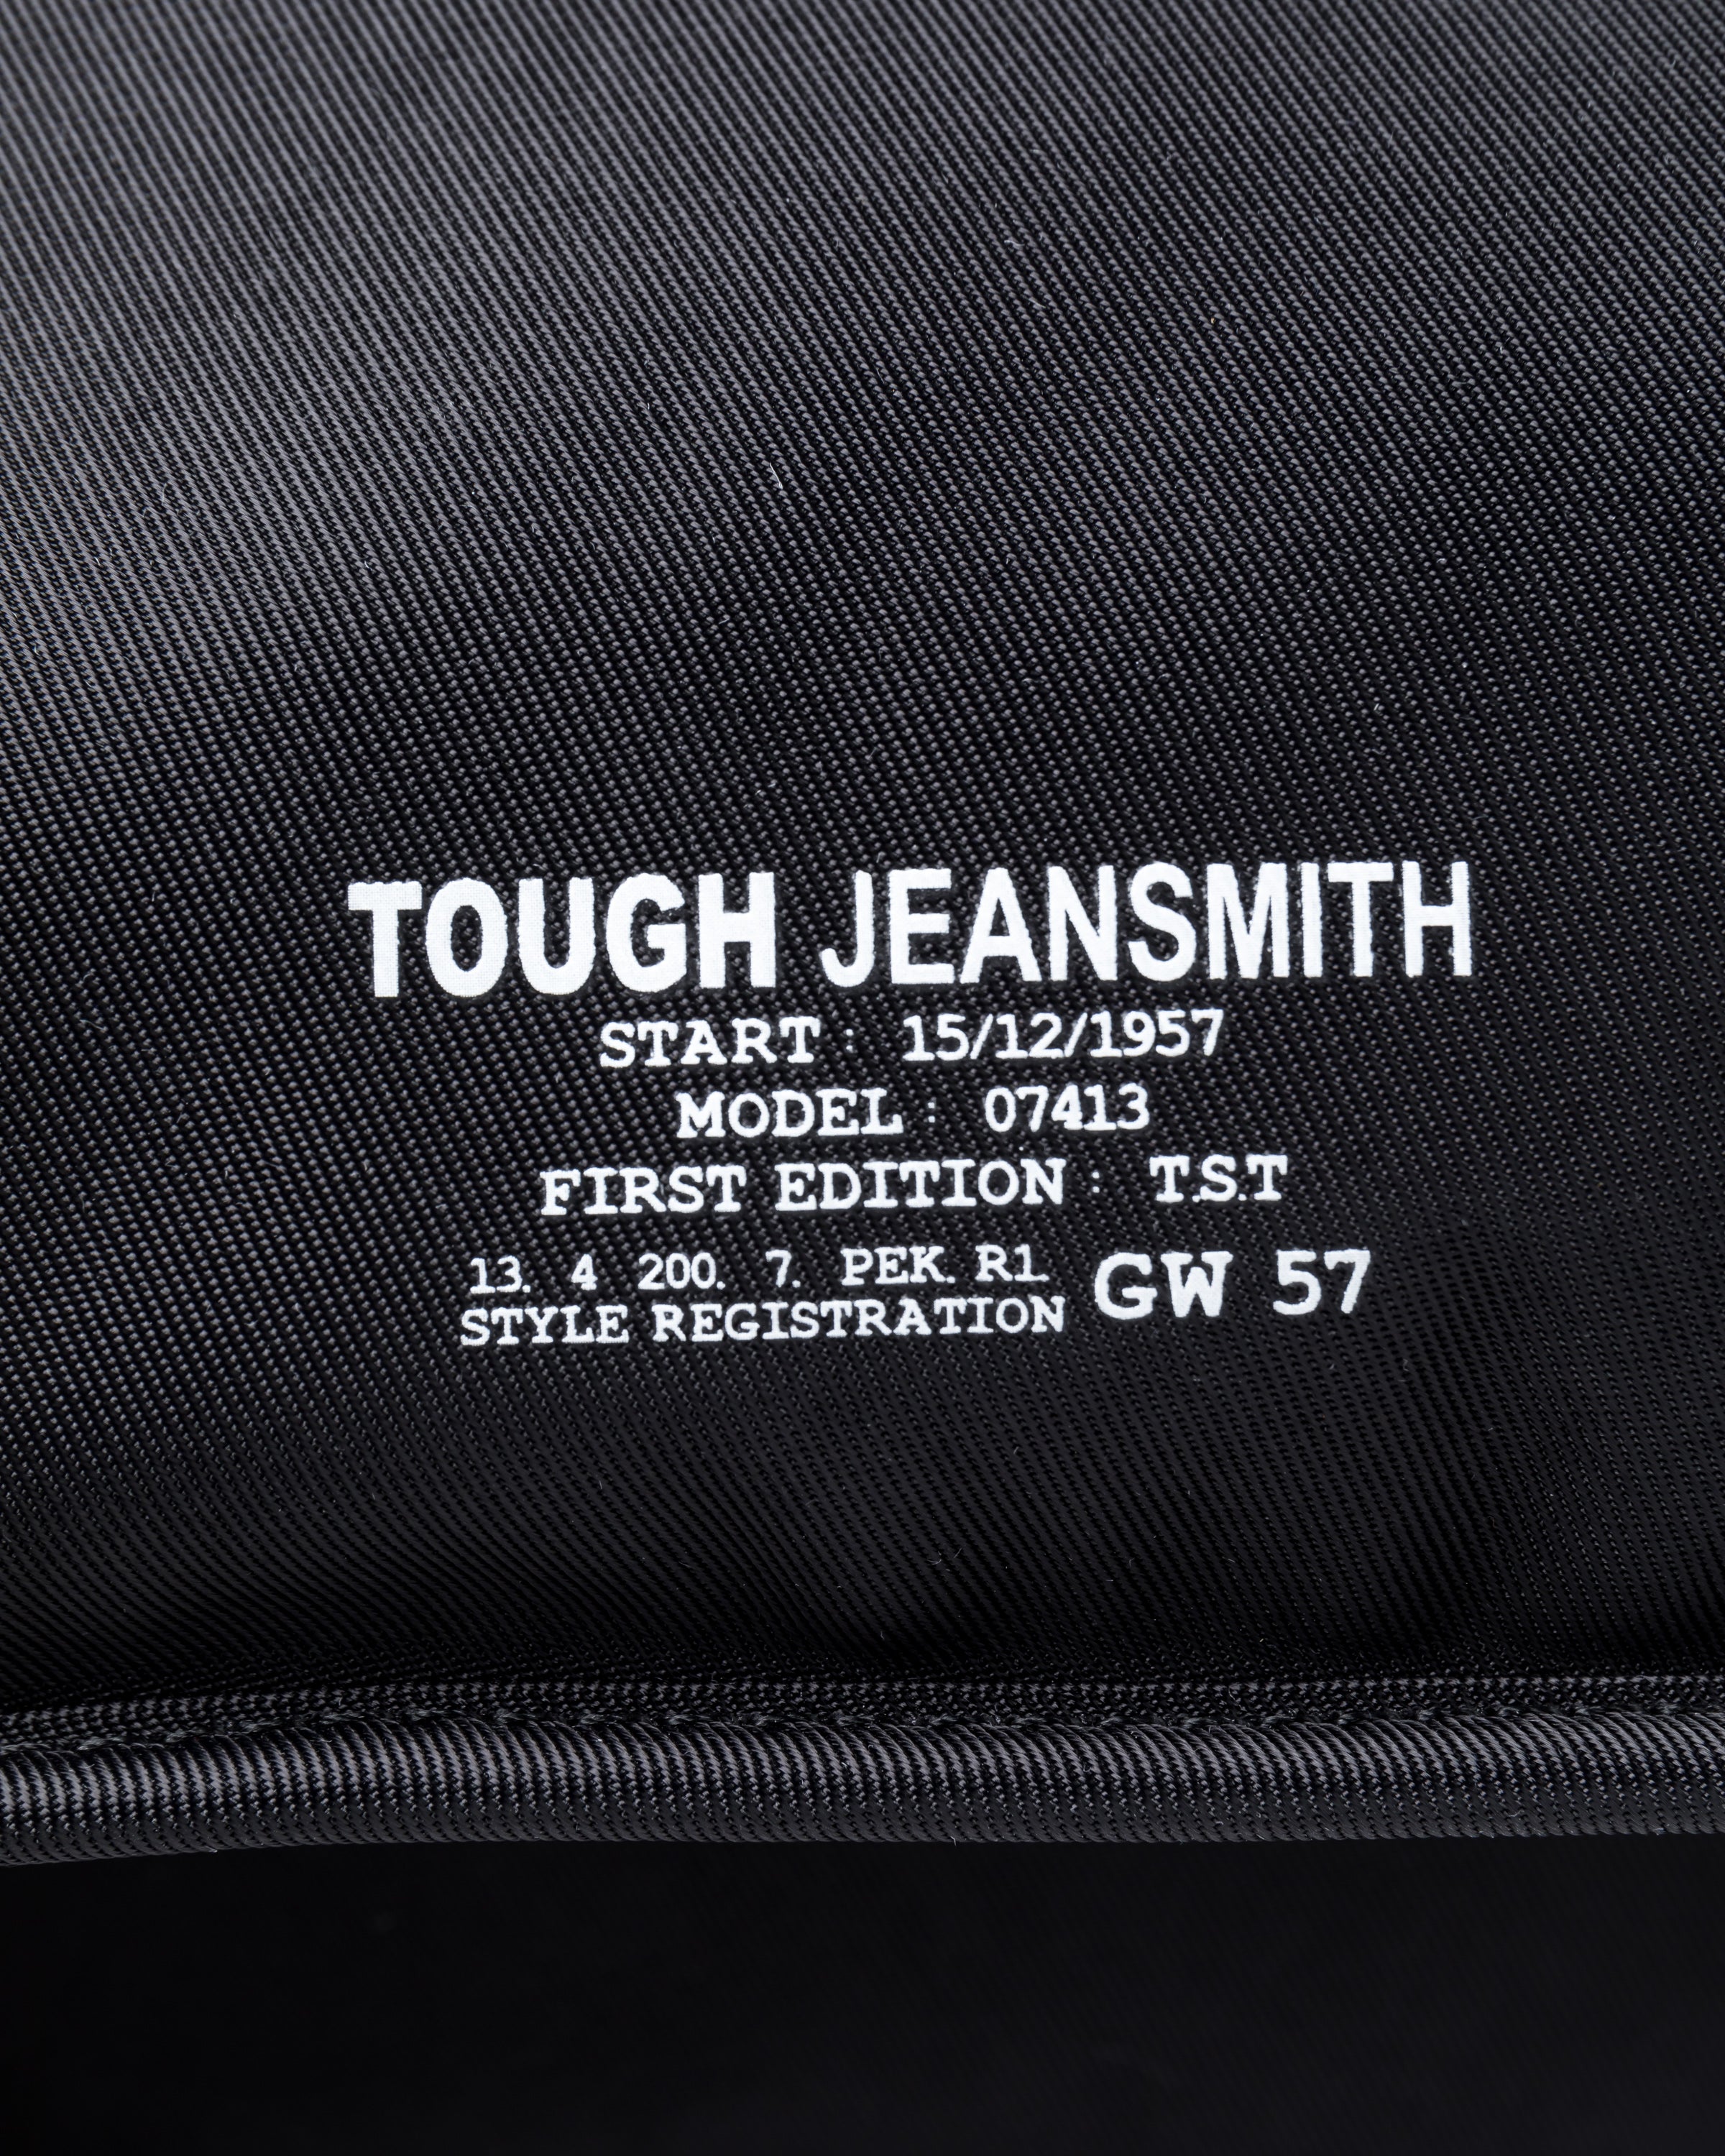 TOUGH JEANSMITH
START : 15/12/1957
MODEL : 07413
FIRST EDITION : T.S.T
13. 4 200. 7. PEK. R1. GW 57
STYLE REGISTRATION